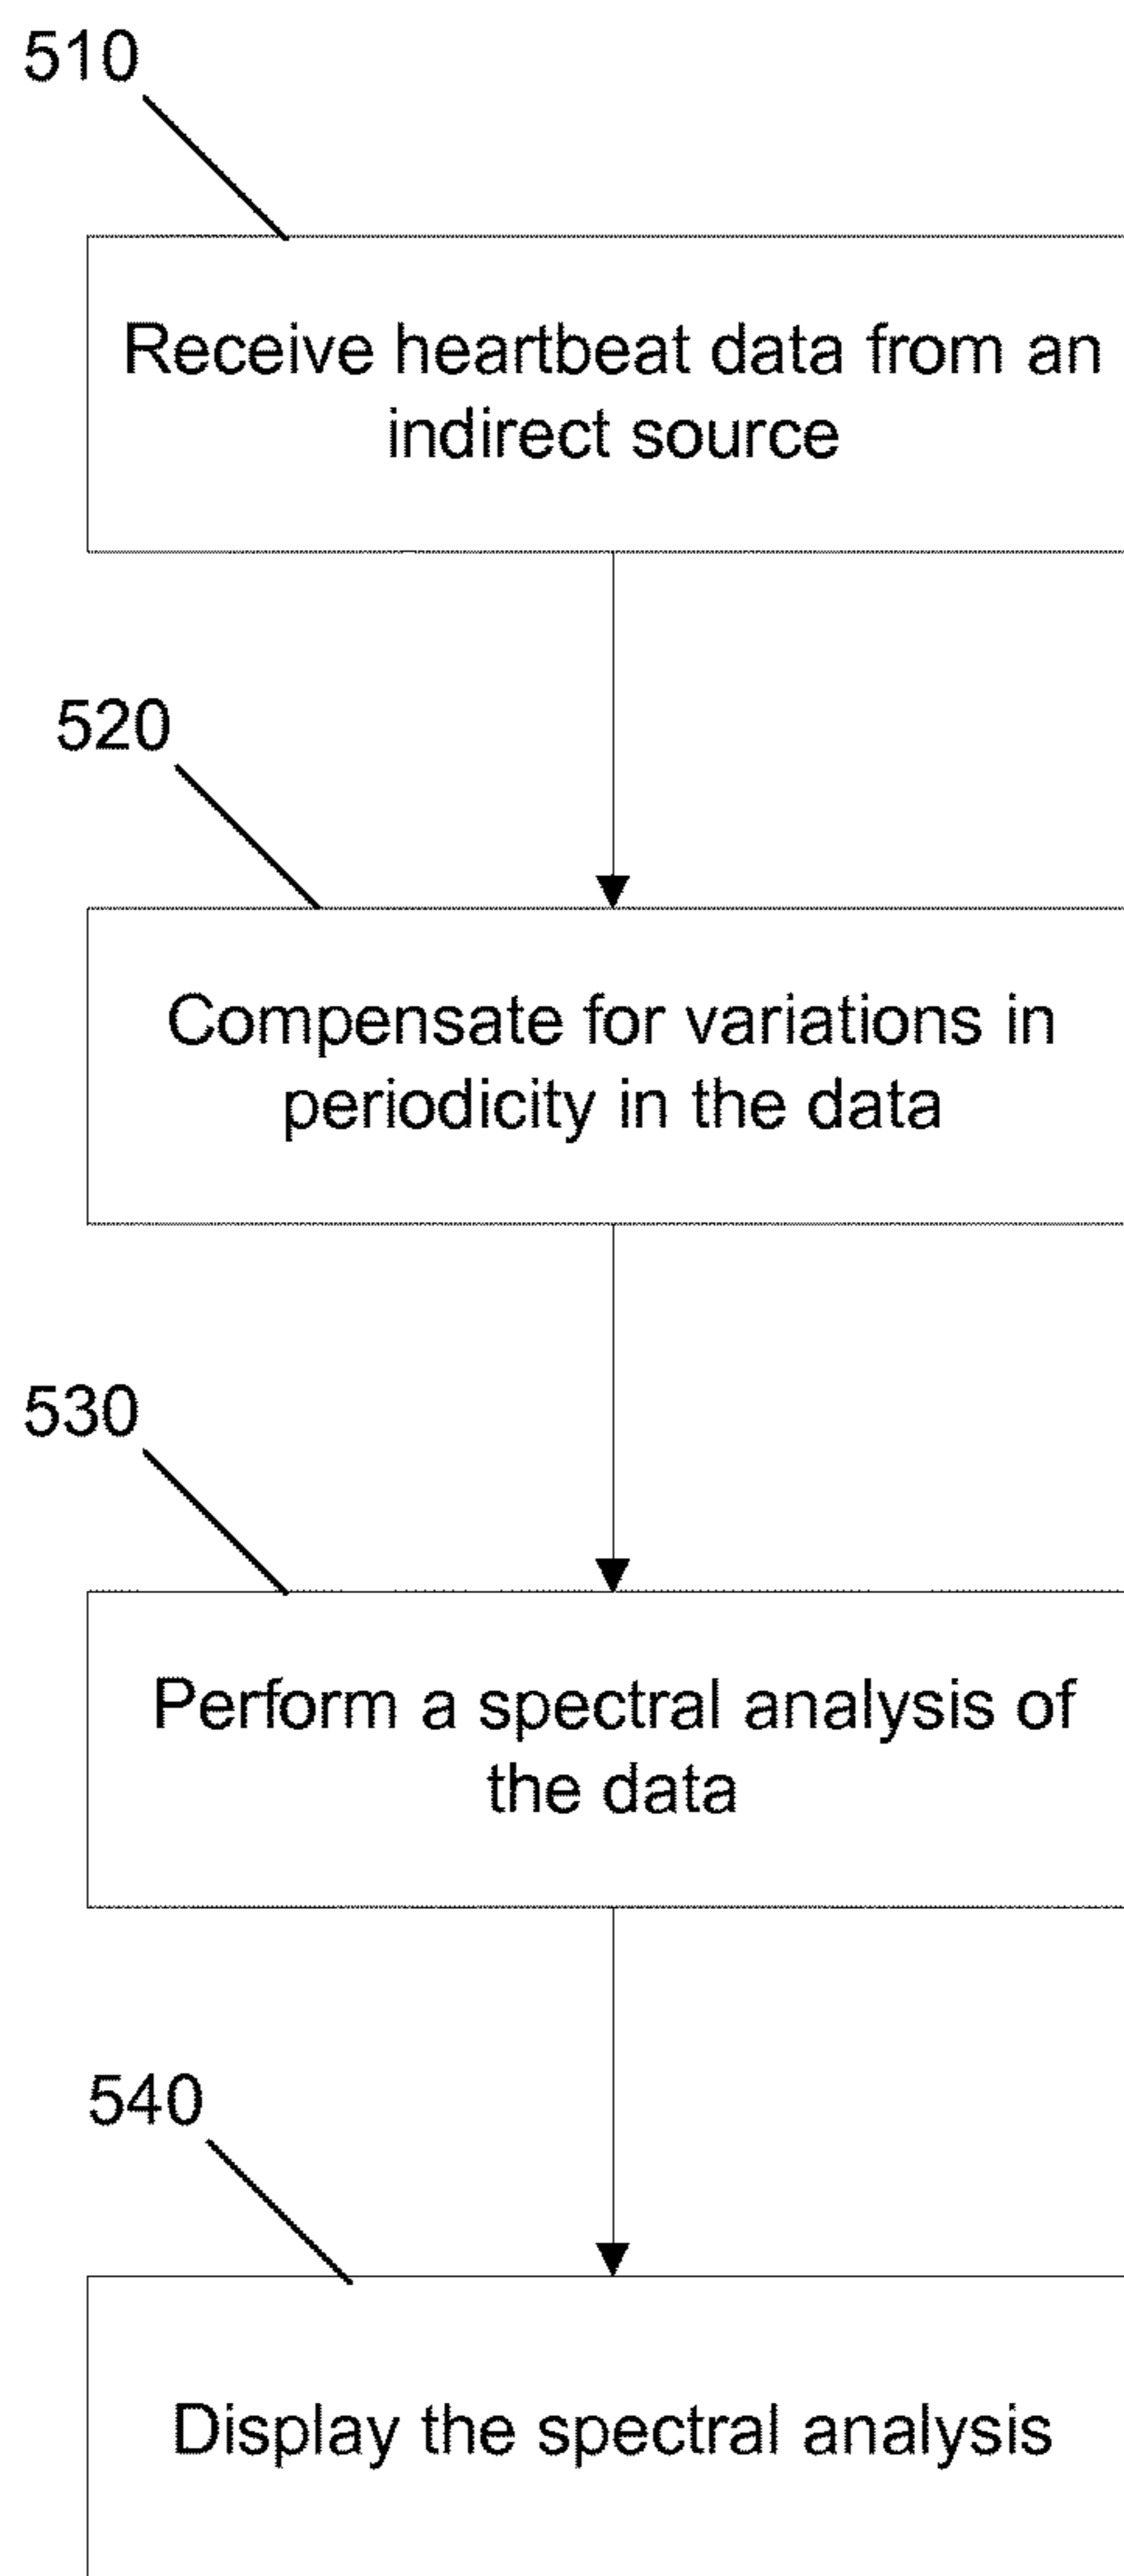 510
Receive heartbeat data from an
indirect source
520
Compensate for variations in
periodicity in the data
530
Perform a spectral analysis of
the data
540
Display the spectral analysis